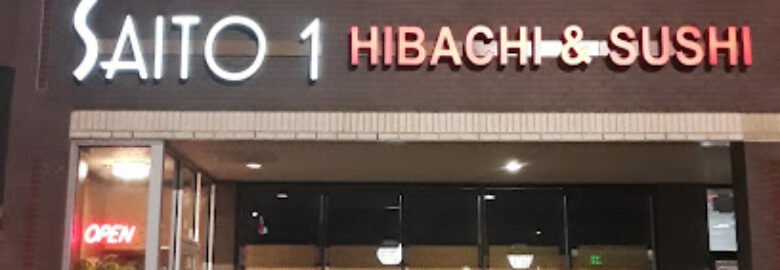 SAITO 1 HIBACHI & SUSHI
OPEN